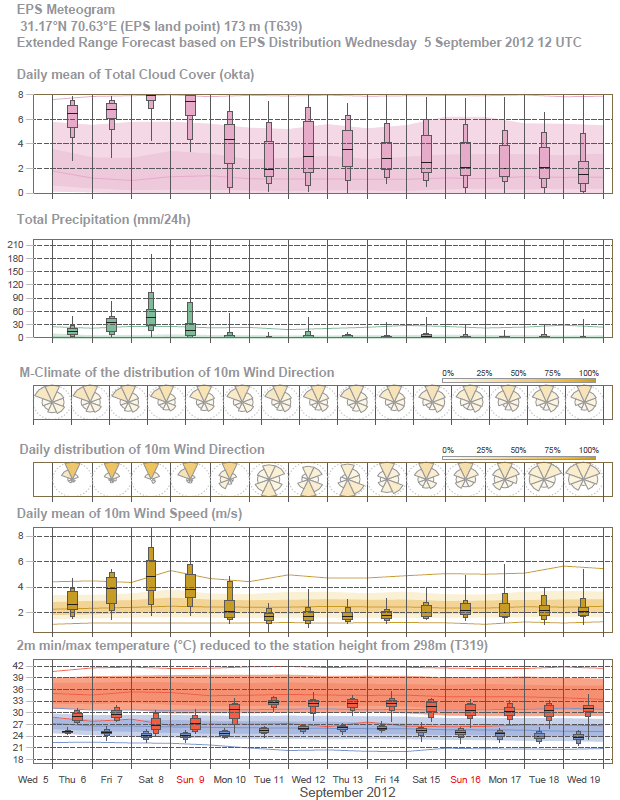 EPS Meteogram
31.17°N 70.63°E (EPS land point) 173 m (T639)
Extended Range Forecast based on EPS Distribution Wednesday 5 September 2012 12 UTC
Daily mean of Total Cloud Cover (okta)
8
6
4
2
0
Total Precipitation (mm/24h)
210
180
150
120
90
60
30
0
M-Climate of the distribution of 10m Wind Direction
0% 25% 50% 75% 100%
Daily distribution of 10m Wind Direction
0% 25% 50% 75% 100%
Daily mean of 10m Wind Speed (m/s)
8
6
4
2
2m min/max temperature (°C) reduced to the station height from 298m (T319)
42
39
36
33
30
27
24
21
18
Wed 5 Thu 6 Fri 7 Sat 8 Sun 9 Mon 10 Tue 11 Wed 12 Thu 13 Fri 14 Sat 15 Sun 16 Mon 17 Tue 18 Wed 19
September 2012